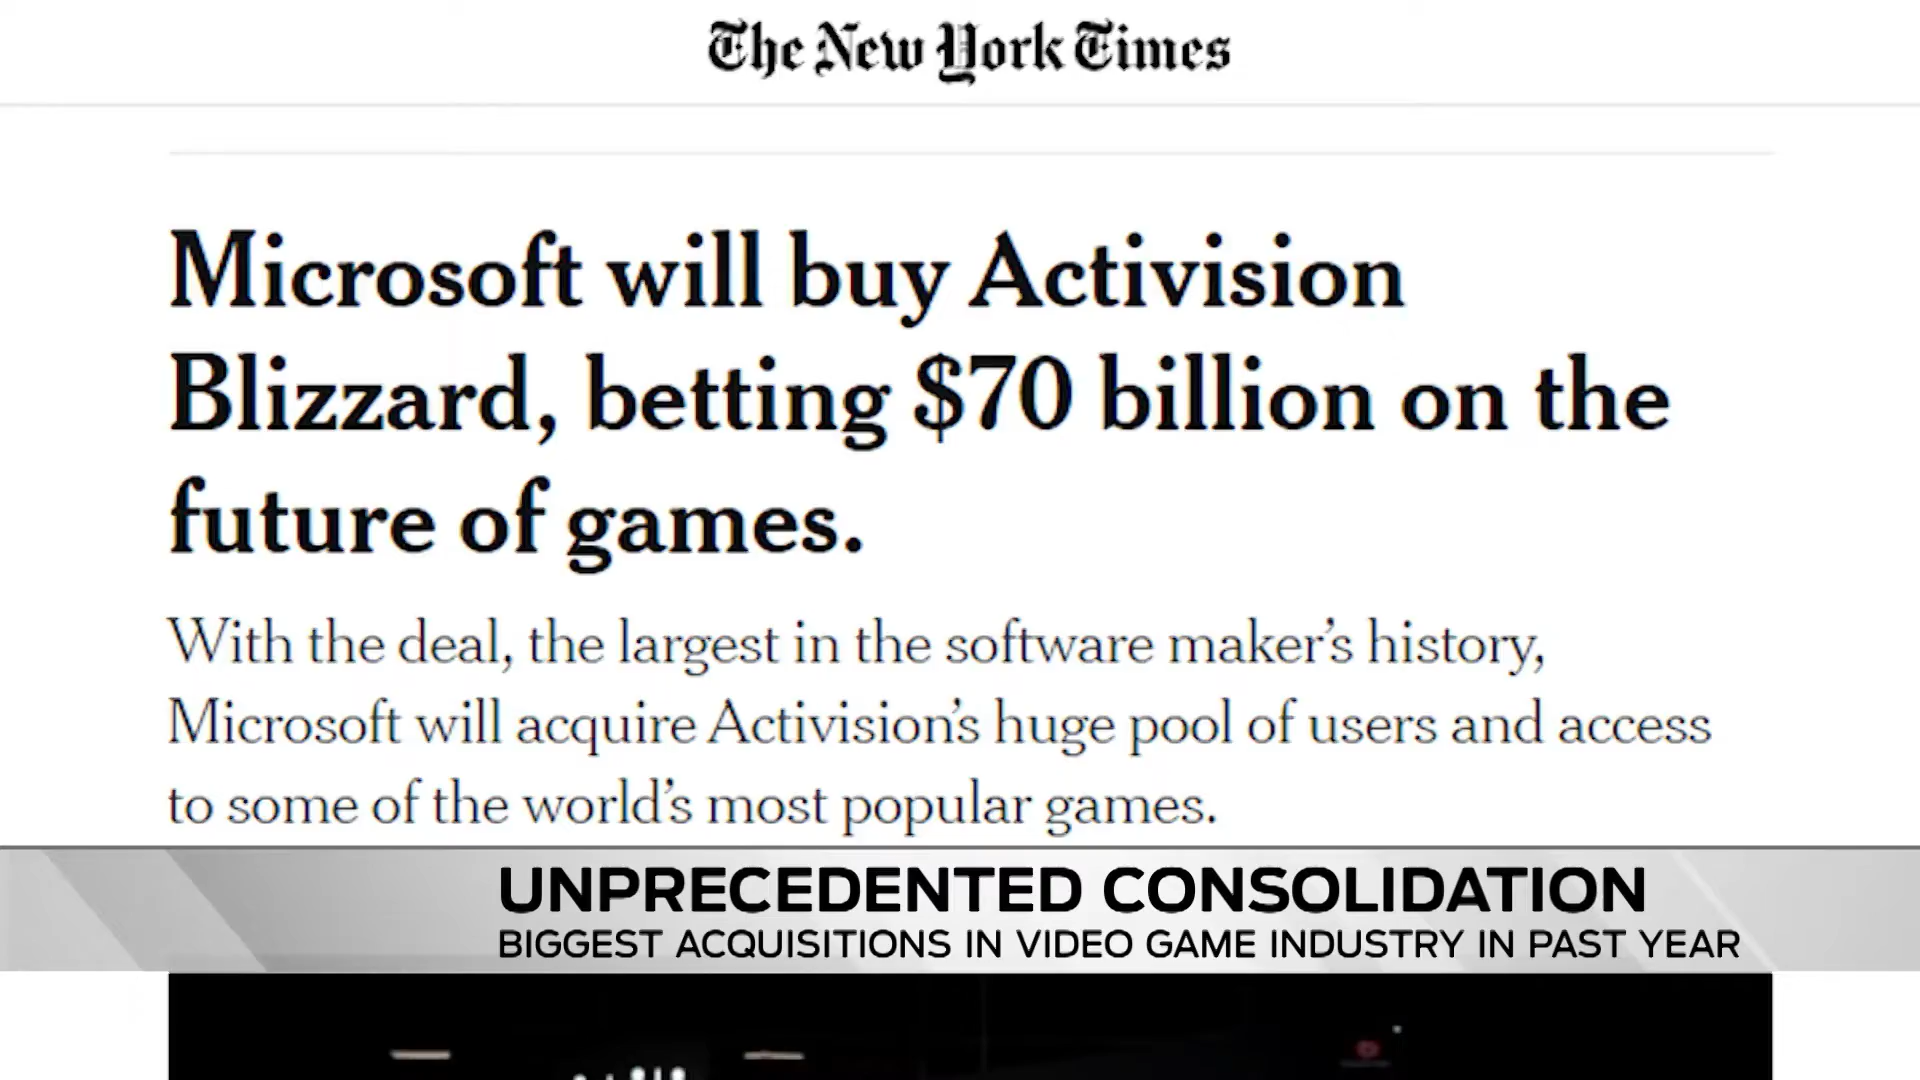 The New York Times
Microsoft will buy Activision
Blizzard, betting $70 billion on the
future of games.
With the deal, the largest in the software maker’s history,
Microsoft will acquire Activision’s huge pool of users and access
to some of the world’s most popular games.
UNPRECEDENTED CONSOLIDATION
BIGGEST ACQUISITIONS IN VIDEO GAME INDUSTRY IN PAST YEAR